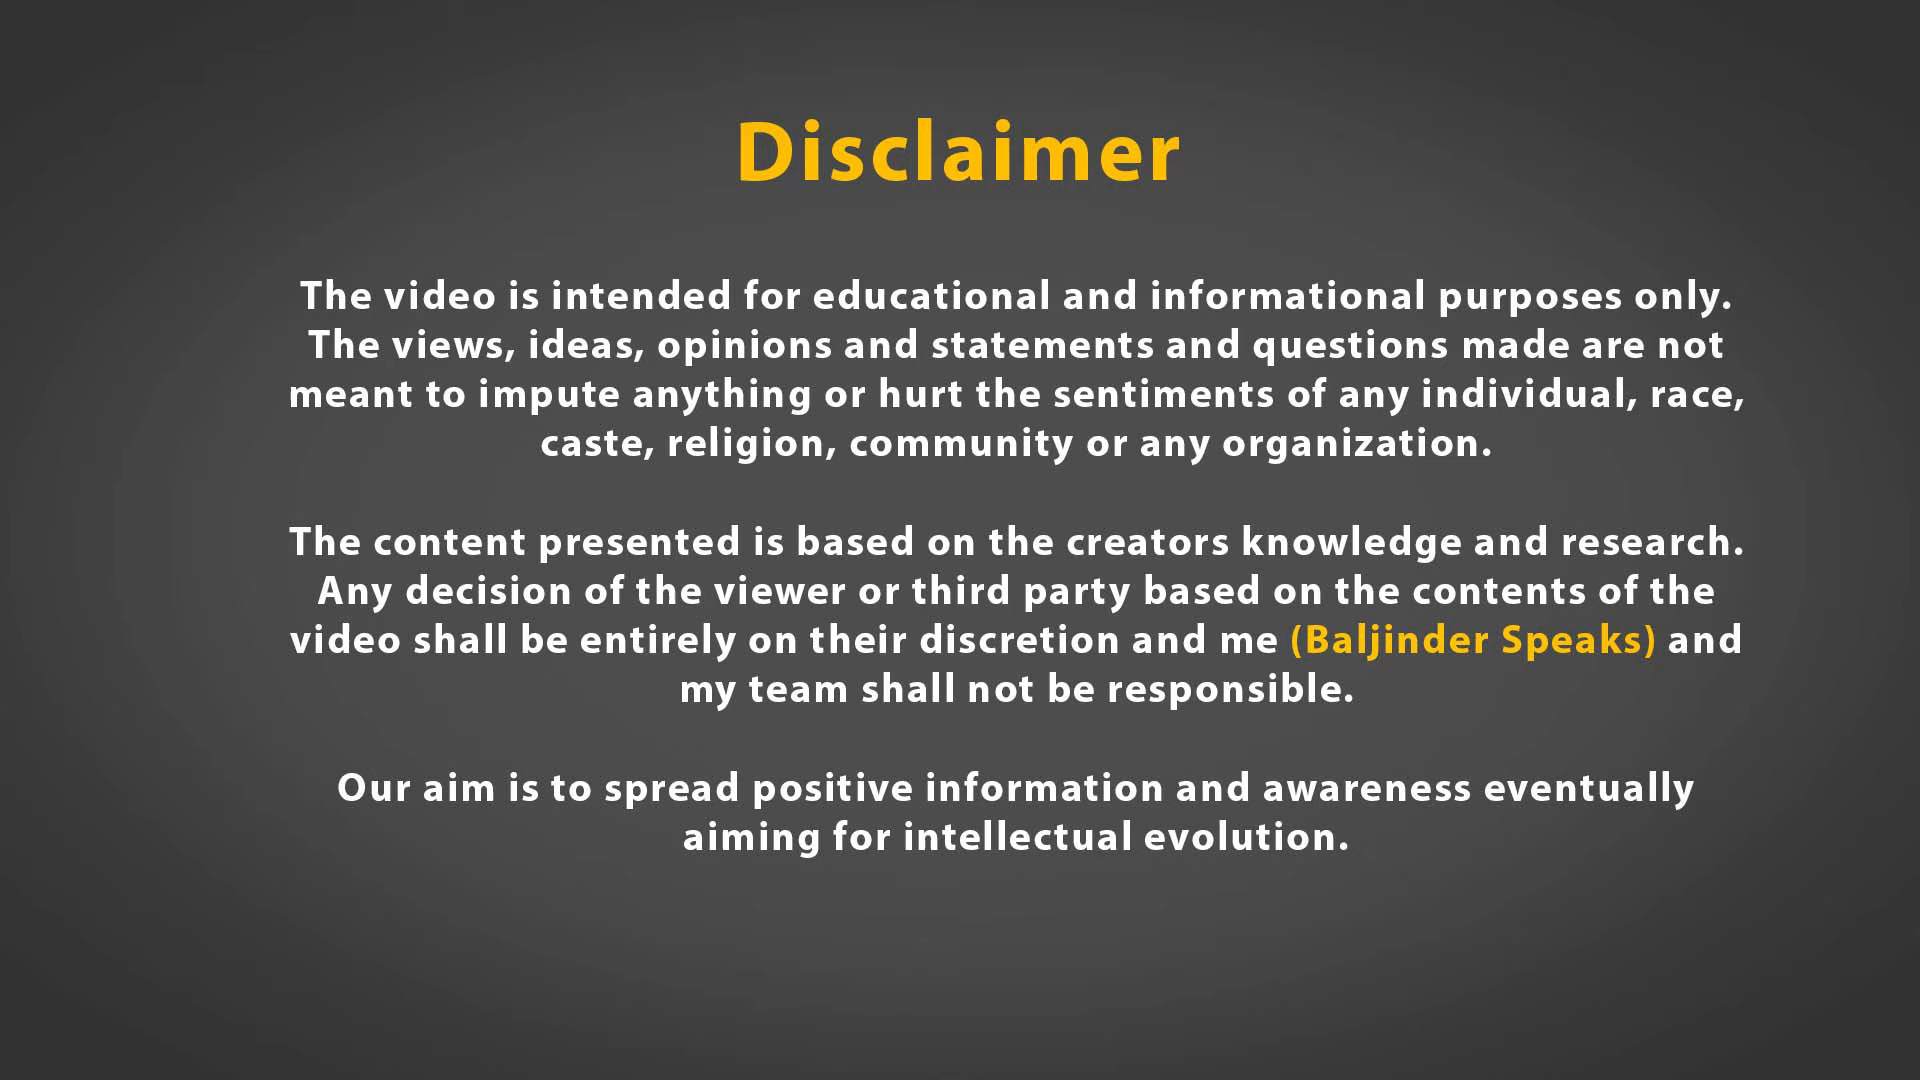 Disclaimer
The video is intended for educational and informational purposes only.
The views, ideas, opinions and statements and questions made are not
meant to impute anything or hurt the sentiments of any individual, race,
caste, religion, community or any organization.
The content presented is based on the creators knowledge and research.
Any decision of the viewer or third party based on the contents of the
video shall be entirely on their discretion and me (Baljinder Speaks) and
my team shall not be responsible.
Our aim is to spread positive information and awareness eventually
aiming for intellectual evolution.